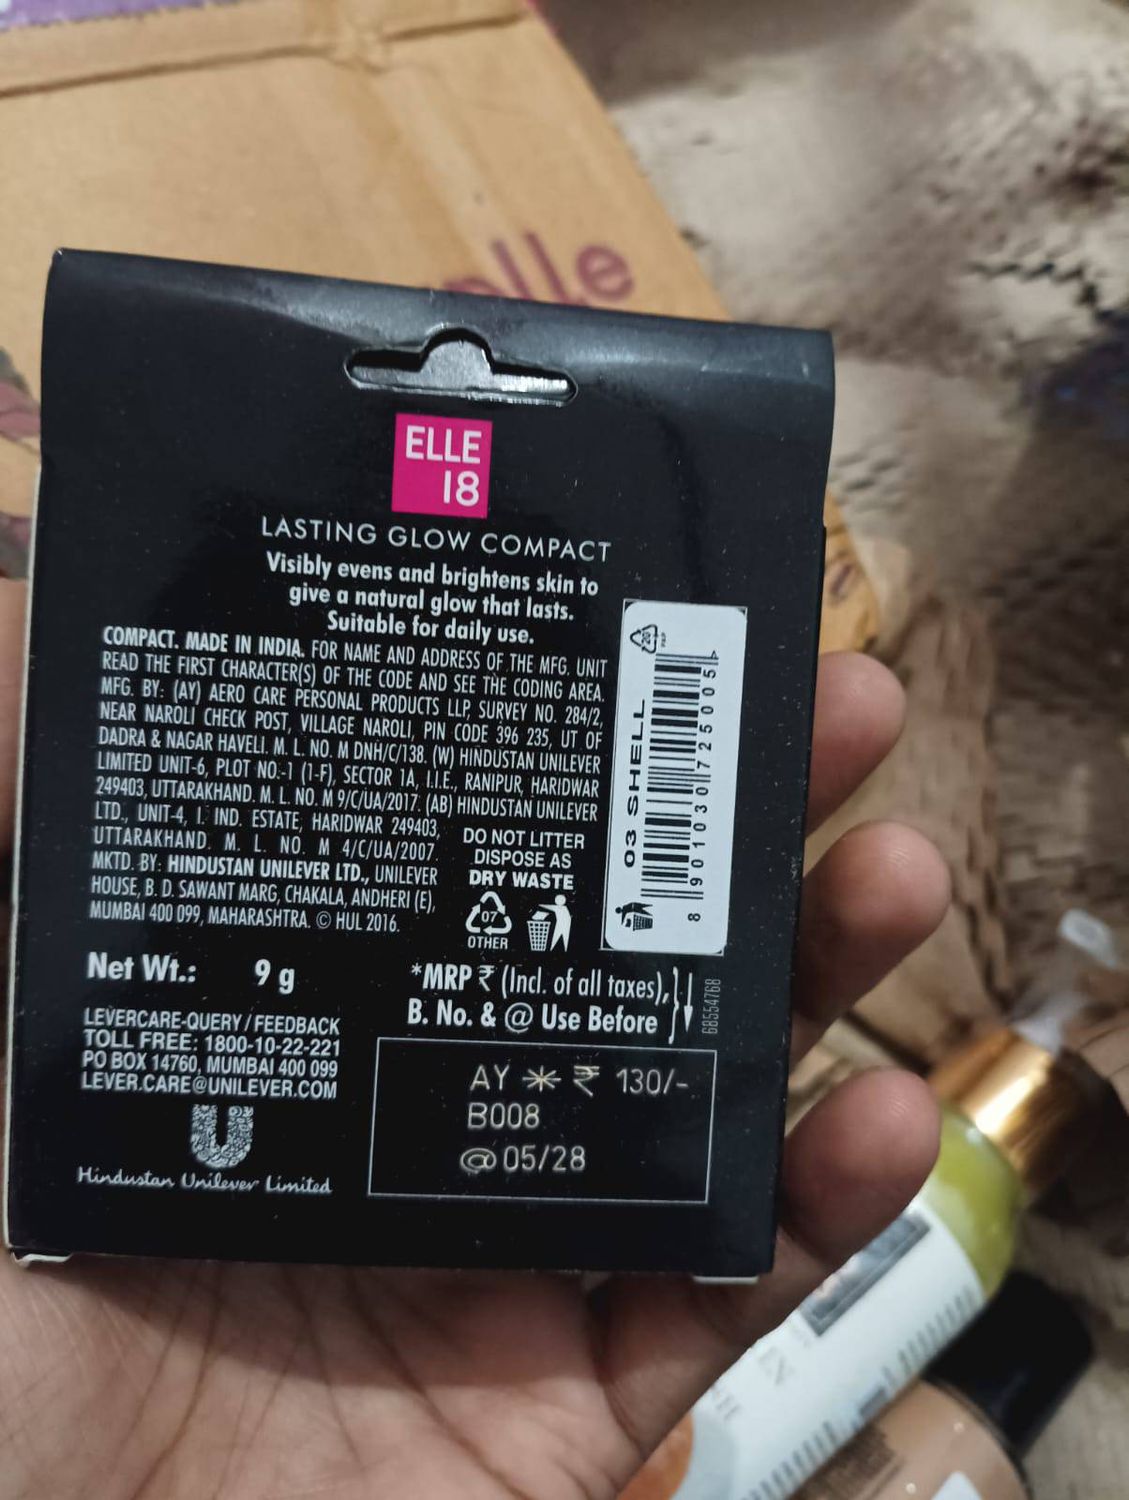 elle
ELLE
18
LASTING GLOW COMPACT
Visibly evens and brightens skin to
give a natural glow that lasts.
Suitable for daily use.
COMPACT. MADE IN INDIA. FOR NAME AND ADDRESS OF THE MFG. UNIT
READ THE FIRST CHARACTER(S) OF THE CODE AND SEE THE CODING AREA.
MFG. BY: (AY) AERO CARE PERSONAL PRODUCTS LLP, SURVEY NO. 284/2,
NEAR NAROLI CHECK POST, VILLAGE NAROLI, PIN CODE 396 235, UT OF
DADRA & NAGAR HAVELI. M. L. NO. M DNH/C/138. (W) HINDUSTAN UNILEVER
LIMITED UNIT-6, PLOT NO.-1 (1-F), SECTOR 1A, I.I.E., RANIPUR, HARIDWAR
249403, UTTARAKHAND. M. L. NO. M 9/C/UA/2017. (AB) HINDUSTAN UNILEVER
LTD., UNIT-4, I. IND. ESTATE, HARIDWAR 249403,
UTTARAKHAND. M. L. NO. M 4/C/UA/2007.
MKTD. BY: HINDUSTAN UNILEVER LTD., UNILEVER
HOUSE, B. D. SAWANT MARG, CHAKALA, ANDHERI (E),
MUMBAI 400 099, MAHARASHTRA. © HUL 2016.
DO NOT LITTER
DISPOSE AS
DRY WASTE
07
OTHER
03 SHELL
8 901030 725005
Net Wt.: 9 g
*MRP ₹ (Incl. of all taxes),
B. No. & @ Use Before
68554768
LEVERCARE-QUERY/FEEDBACK
TOLL FREE: 1800-10-22-221
PO BOX 14760, MUMBAI 400 099
LEVER.CARE@UNILEVER.COM
Hindustan Unilever Limited
AY * ₹ 130/-
B008
@05/28